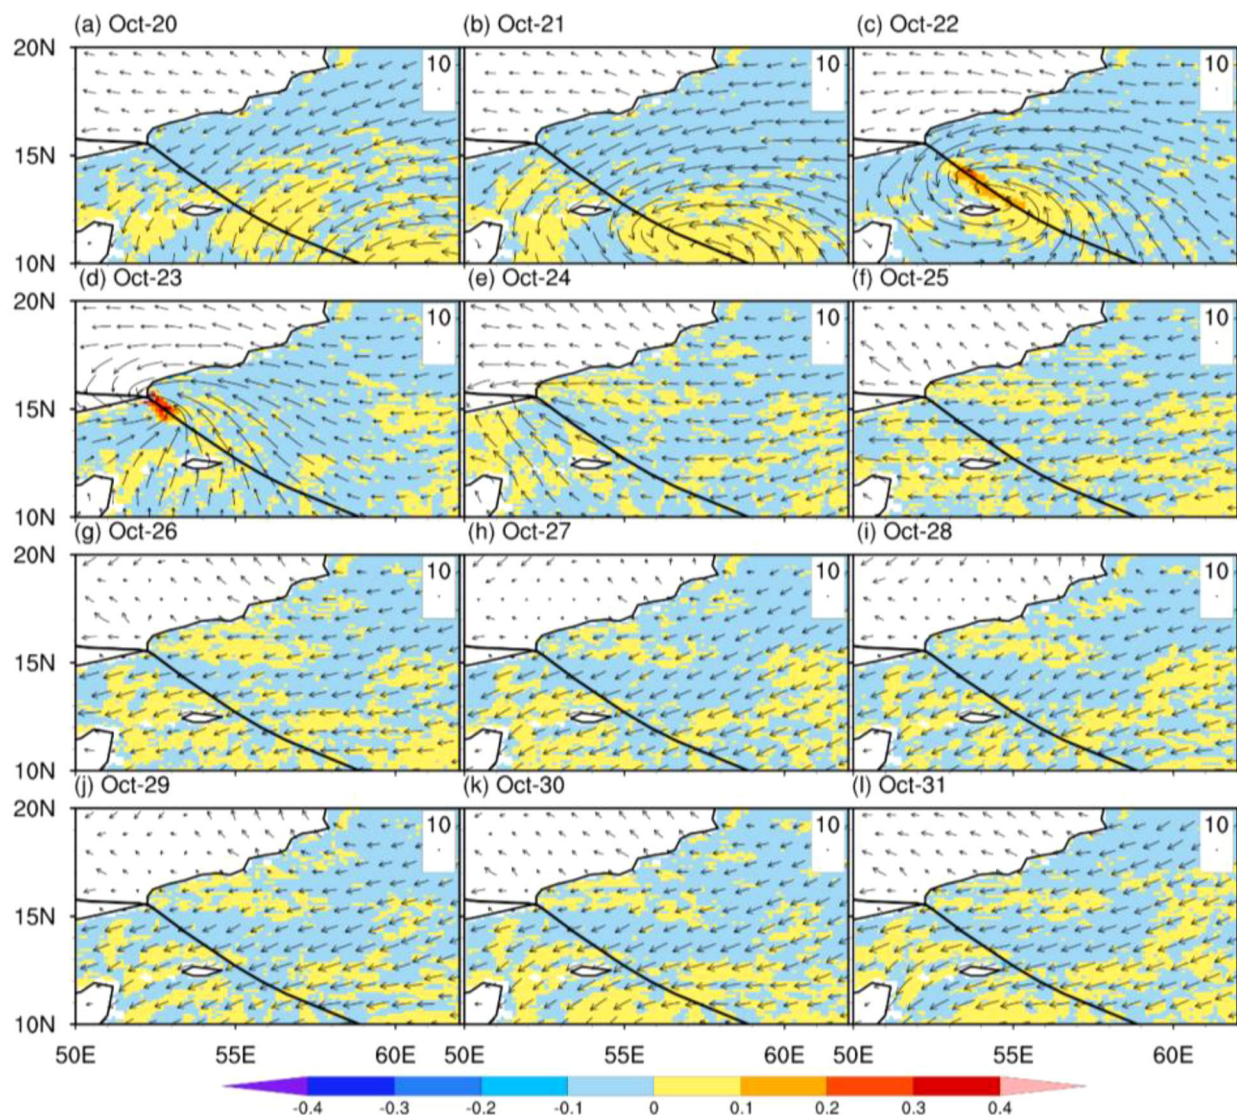 (a) Oct-20 (b) Oct-21 (c) Oct-22
20N 10 10 10
15N
10N
(d) Oct-23 (e) Oct-24 (f) Oct-25
20N 10 10 10
15N
10N
(g) Oct-26 (h) Oct-27 (i) Oct-28
20N 10 10 10
15N
10N
(j) Oct-29 (k) Oct-30 (l) Oct-31
20N 10 10 10
15N
10N
50E 55E 60E 50E 55E 60E 50E 55E 60E
-0.4 -0.3 -0.2 -0.1 0 0.1 0.2 0.3 0.4